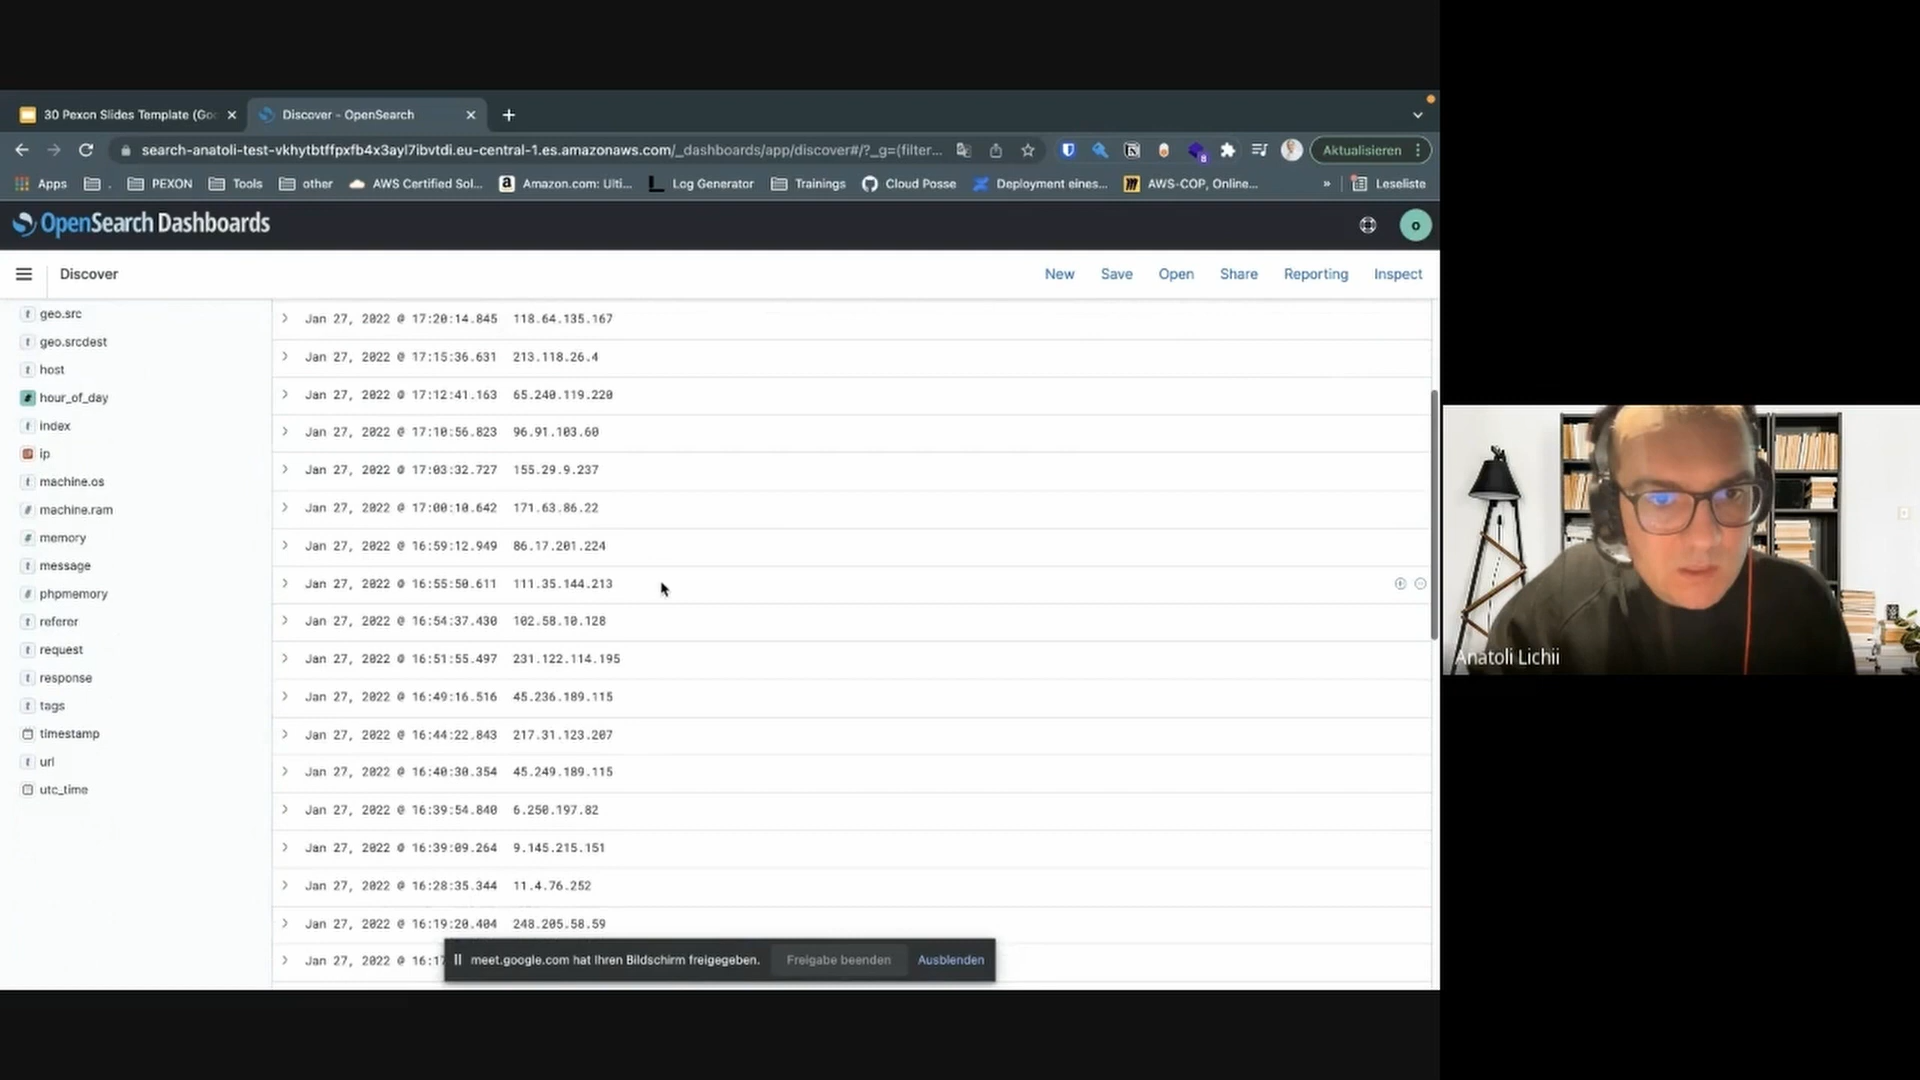 30 Pexon Slides Template (Goo
Discover - OpenSearch
search-anatoli-test-vkhytbtffpxfb4x3ayl7ibvtdi.eu-central-1.es.amazonaws.com/_dashboards/app/discover#/?_g=(filter...
8
Aktualisieren
Apps
.
PEXON
Tools
other
AWS Certified Sol...
a
Amazon.com: Ulti...
Log Generator
Trainings
Cloud Posse
Deployment eines...
AWS-COP, Online...
»
Leseliste
OpenSearch Dashboards
o
Discover
New
Save
Open
Share
Reporting
Inspect
t geo.src
t geo.srcdest
t host
# hour_of_day
t index
ip
t machine.os
# machine.ram
# memory
t message
# phpmemory
t referer
t request
t response
t tags
timestamp
t url
utc_time
Jan 27, 2022 @ 17:20:14.845 118.64.135.167
Jan 27, 2022 @ 17:15:36.631 213.118.26.4
Jan 27, 2022 @ 17:12:41.163 65.240.119.220
Jan 27, 2022 @ 17:10:56.823 96.91.103.60
Jan 27, 2022 @ 17:03:32.727 155.29.9.237
Jan 27, 2022 @ 17:00:10.642 171.63.86.22
Jan 27, 2022 @ 16:59:12.949 86.17.201.224
Jan 27, 2022 @ 16:55:50.611 111.35.144.213
Jan 27, 2022 @ 16:54:37.430 102.58.10.128
Jan 27, 2022 @ 16:51:55.497 231.122.114.195
Jan 27, 2022 @ 16:49:16.516 45.236.189.115
Jan 27, 2022 @ 16:44:22.843 217.31.123.207
Jan 27, 2022 @ 16:40:30.354 45.249.189.115
Jan 27, 2022 @ 16:39:54.840 6.250.197.82
Jan 27, 2022 @ 16:39:09.264 9.145.215.151
Jan 27, 2022 @ 16:28:35.344 11.4.76.252
Jan 27, 2022 @ 16:19:20.404 248.205.58.59
Jan 27, 2022 @ 16:17
meet.google.com hat Ihren Bildschirm freigegeben.
Freigabe beenden
Ausblenden
Anatoli Lichii